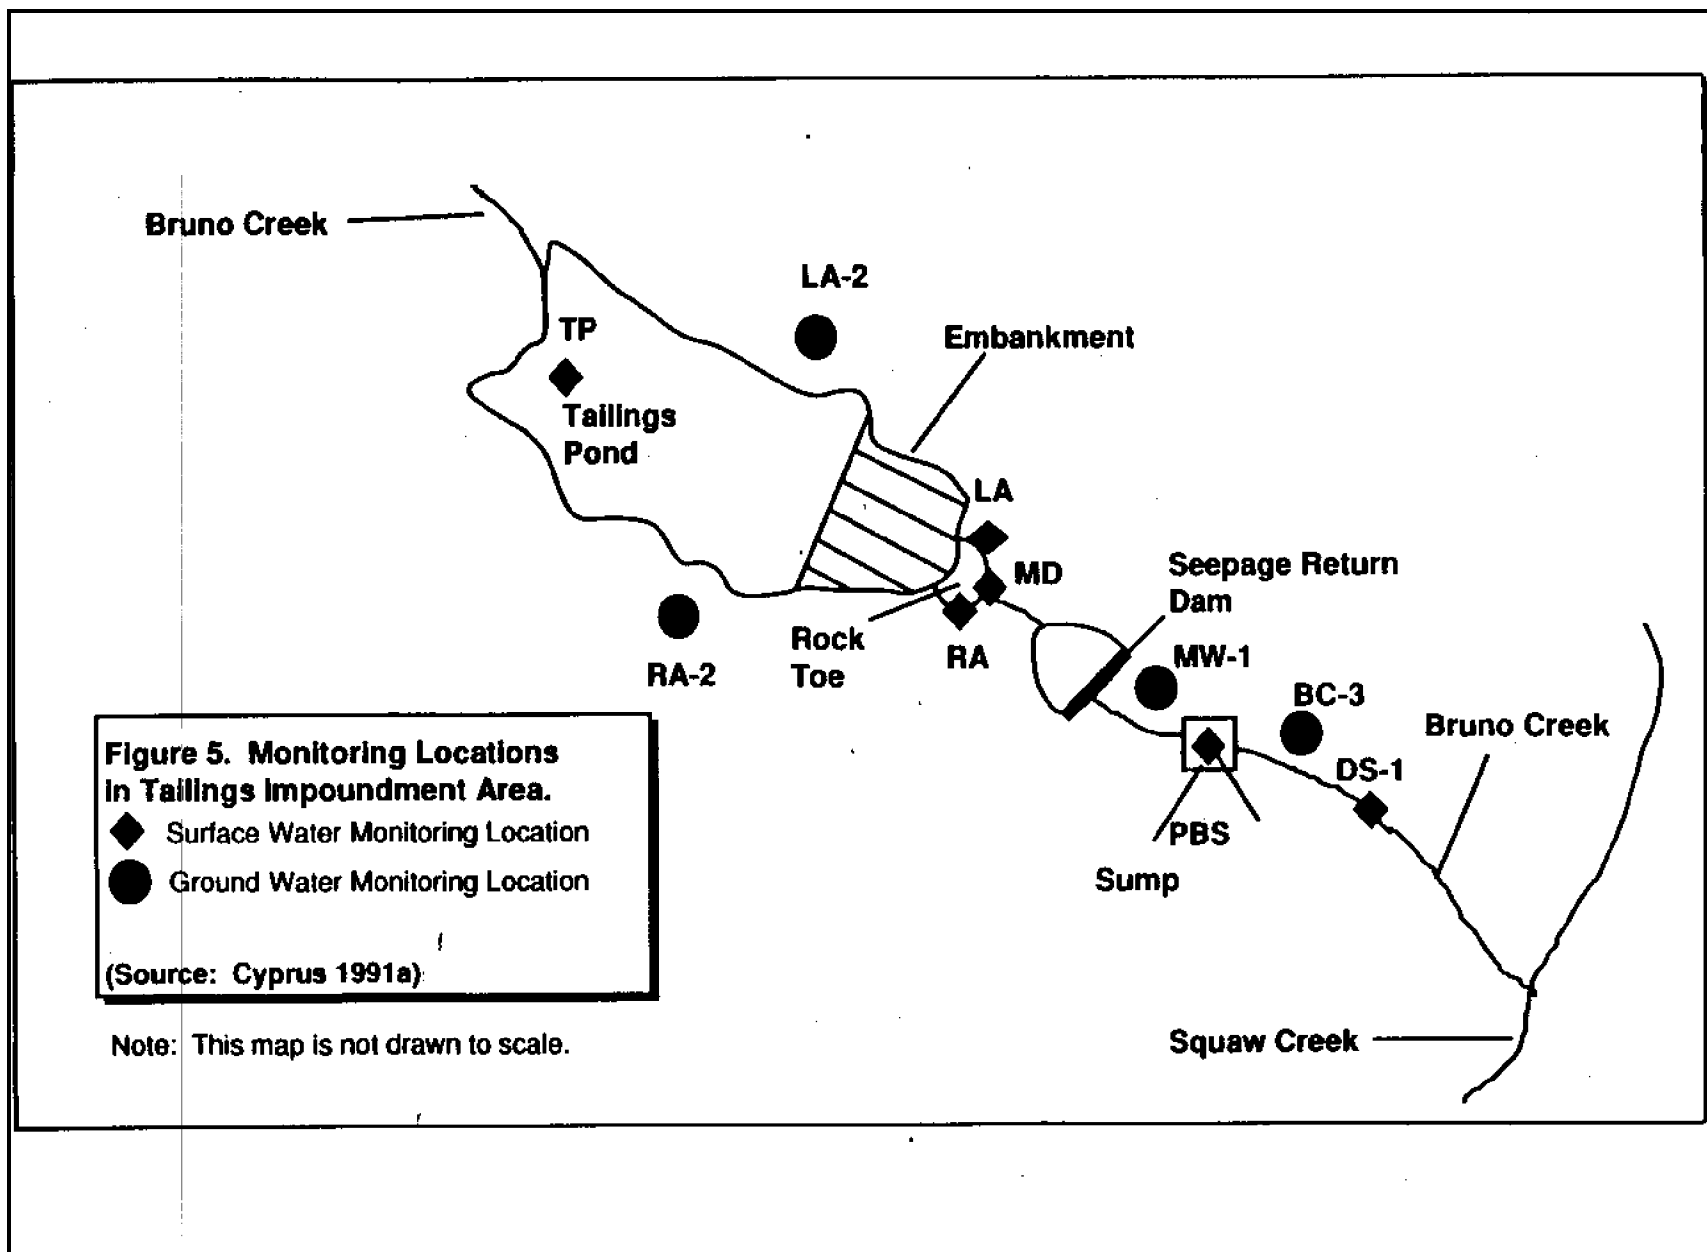 Bruno Creek
LA-2
TP
Embankment
Tailings
Pond
LA
MD
Seepage Return
Dam
Rock
Toe
RA
MW-1
RA-2
BC-3
Bruno Creek
DS-1
PBS
Sump
Figure 5. Monitoring Locations
in Tailings Impoundment Area.
Surface Water Monitoring Location
Ground Water Monitoring Location
(Source: Cyprus 1991a)
Note: This map is not drawn to scale.
Squaw Creek